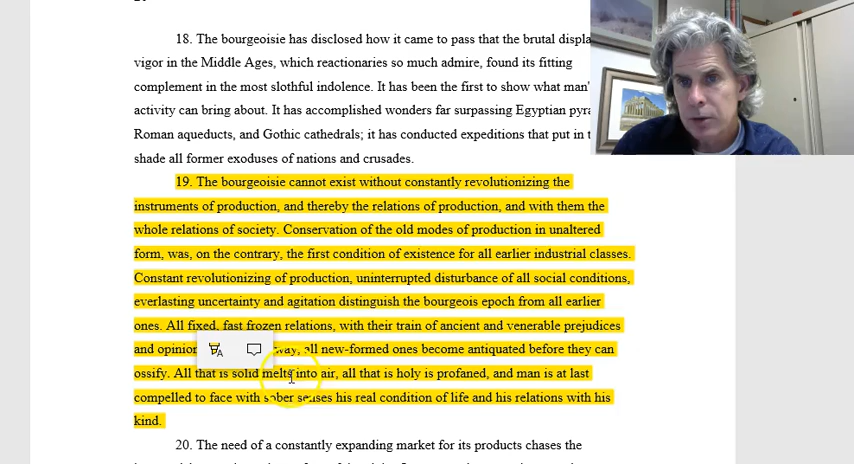 18. The bourgeoisie has disclosed how it came to pass that the brutal
vigor in the Middle Ages, which reactionaries so much admire, found its fitting
complement in the most slothful indolence. It has been the first to show what
activity can bring about. It has accomplished wonders far surpassing Egyptian
Roman aqueducts, and Gothic cathedrals; it has conducted expeditions that put in
shade all former exoduses of nations and crusades.
19. The bourgeoisie cannot exist without constantly revolutionizing the
instruments of production, and thereby the relations of production, and with them the
whole relations of society. Conservation of the old modes of production in unaltered
form, was, on the contrary, the first condition of existence for all earlier industrial classes.
Constant revolutionizing of production, uninterrupted disturbance of all social conditions,
everlasting uncertainty and agitation distinguish the bourgeois epoch from all earlier
ones. All fixed, fast frozen relations, with their train of ancient and venerable prejudices
and all new-formed ones become antiquated before they can
ossify. All that is solid melts into air, all that is holy is profaned, and man is at last
compelled to face with sober senses his real condition of life and his relations with his
kind.
20. The need of a constantly expanding market for its products chases the